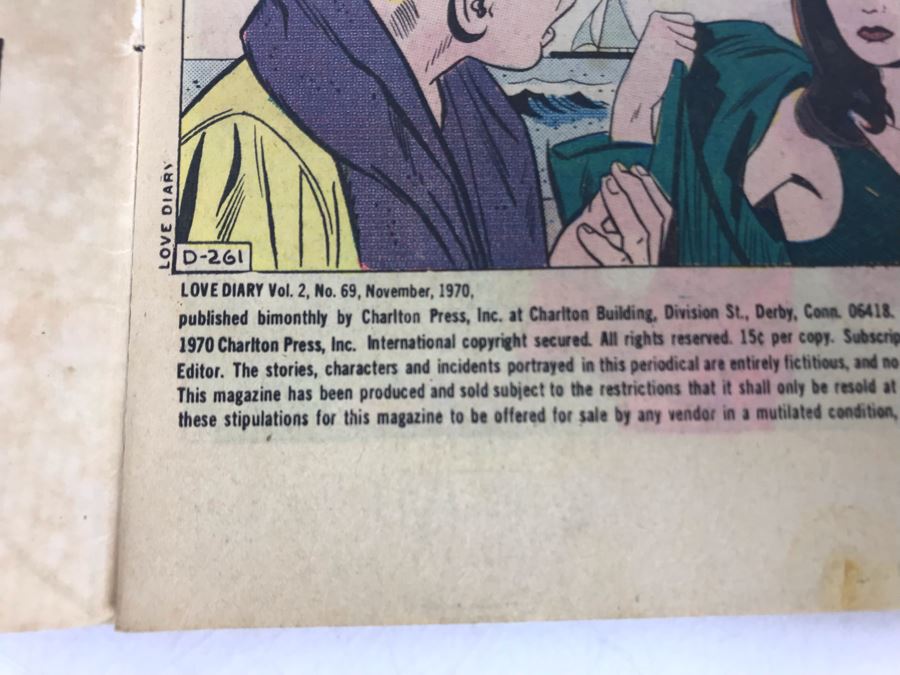 LOVE DIARY
D-261
LOVE DIARY Vol. 2, No. 69, November, 1970,
published bimonthly by Charlton Press, Inc. at Charlton Building, Division St., Derby, Conn. 06418.
1970 Charlton Press, Inc. International copyright secured. All rights reserved. 15¢ per copy. Subscrip
Editor. The stories, characters and incidents portrayed in this periodical are entirely fictitious, and no
This magazine has been produced and sold subject to the restrictions that it shall only be resold at
these stipulations for this magazine to be offered for sale by any vendor in a mutilated condition,